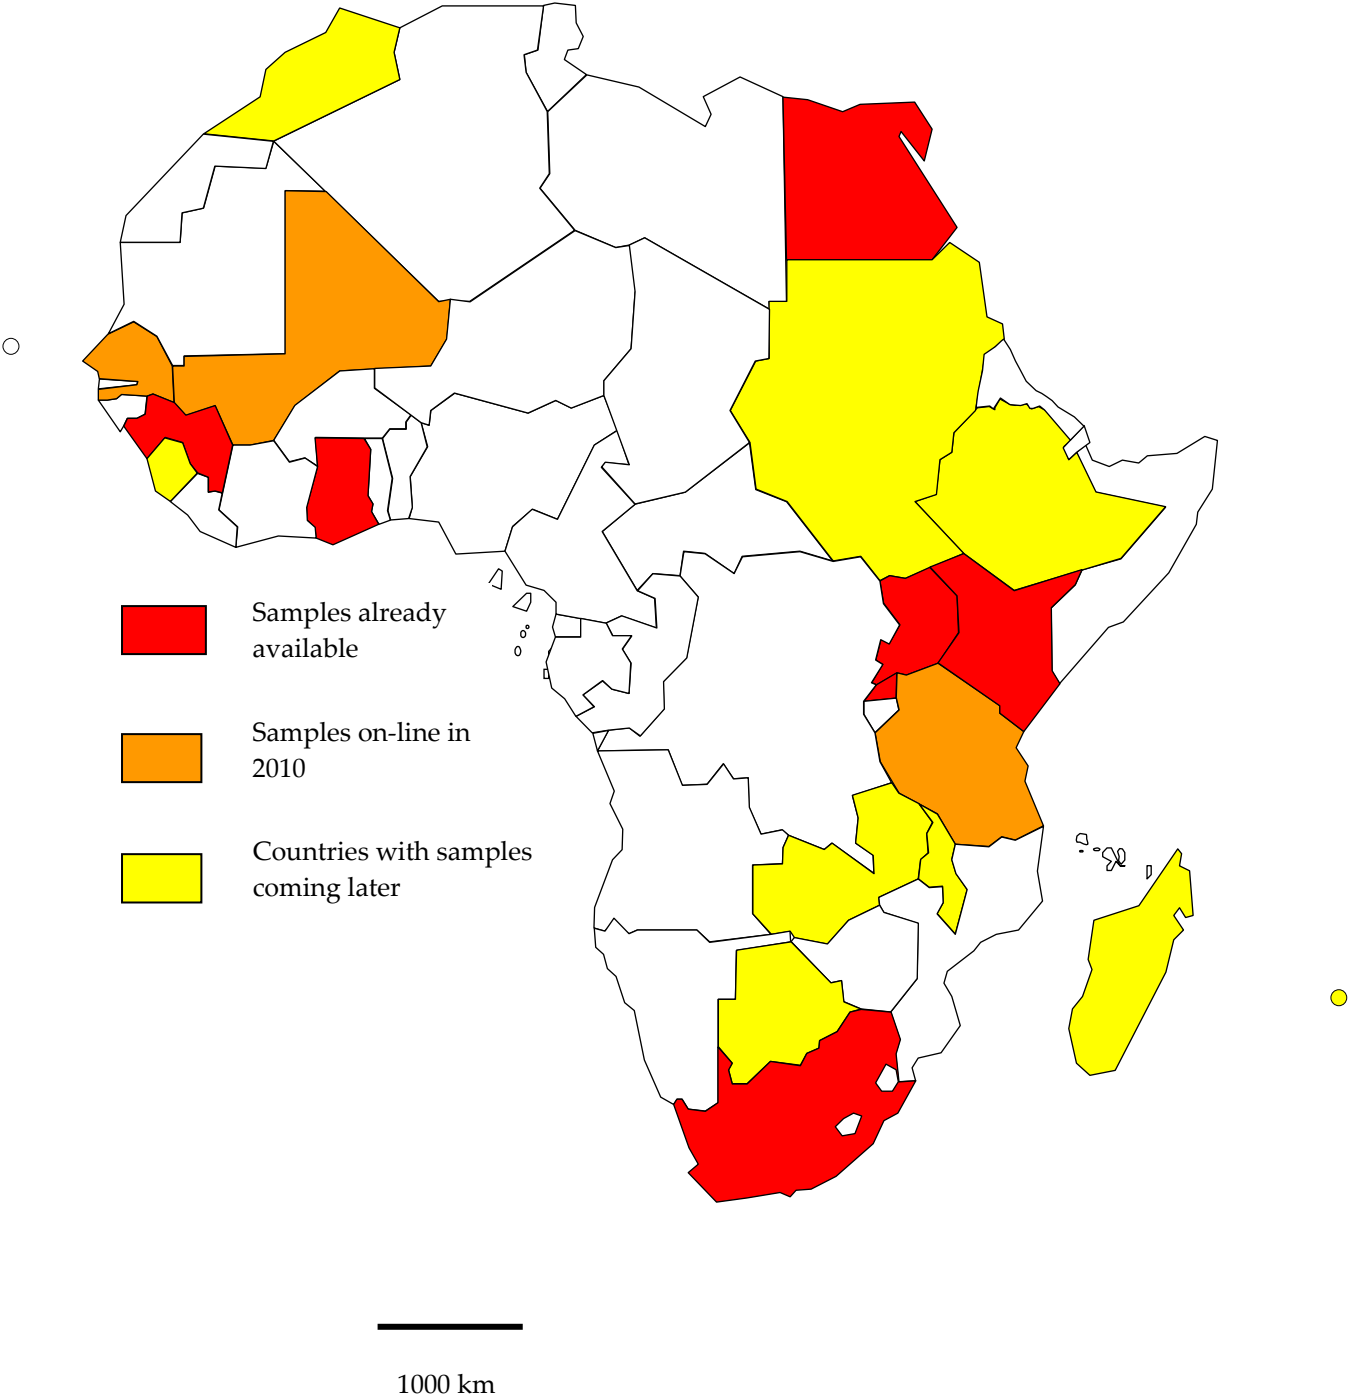 Samples already
available
Samples on-line in
2010
Countries with samples
coming later
1000 km